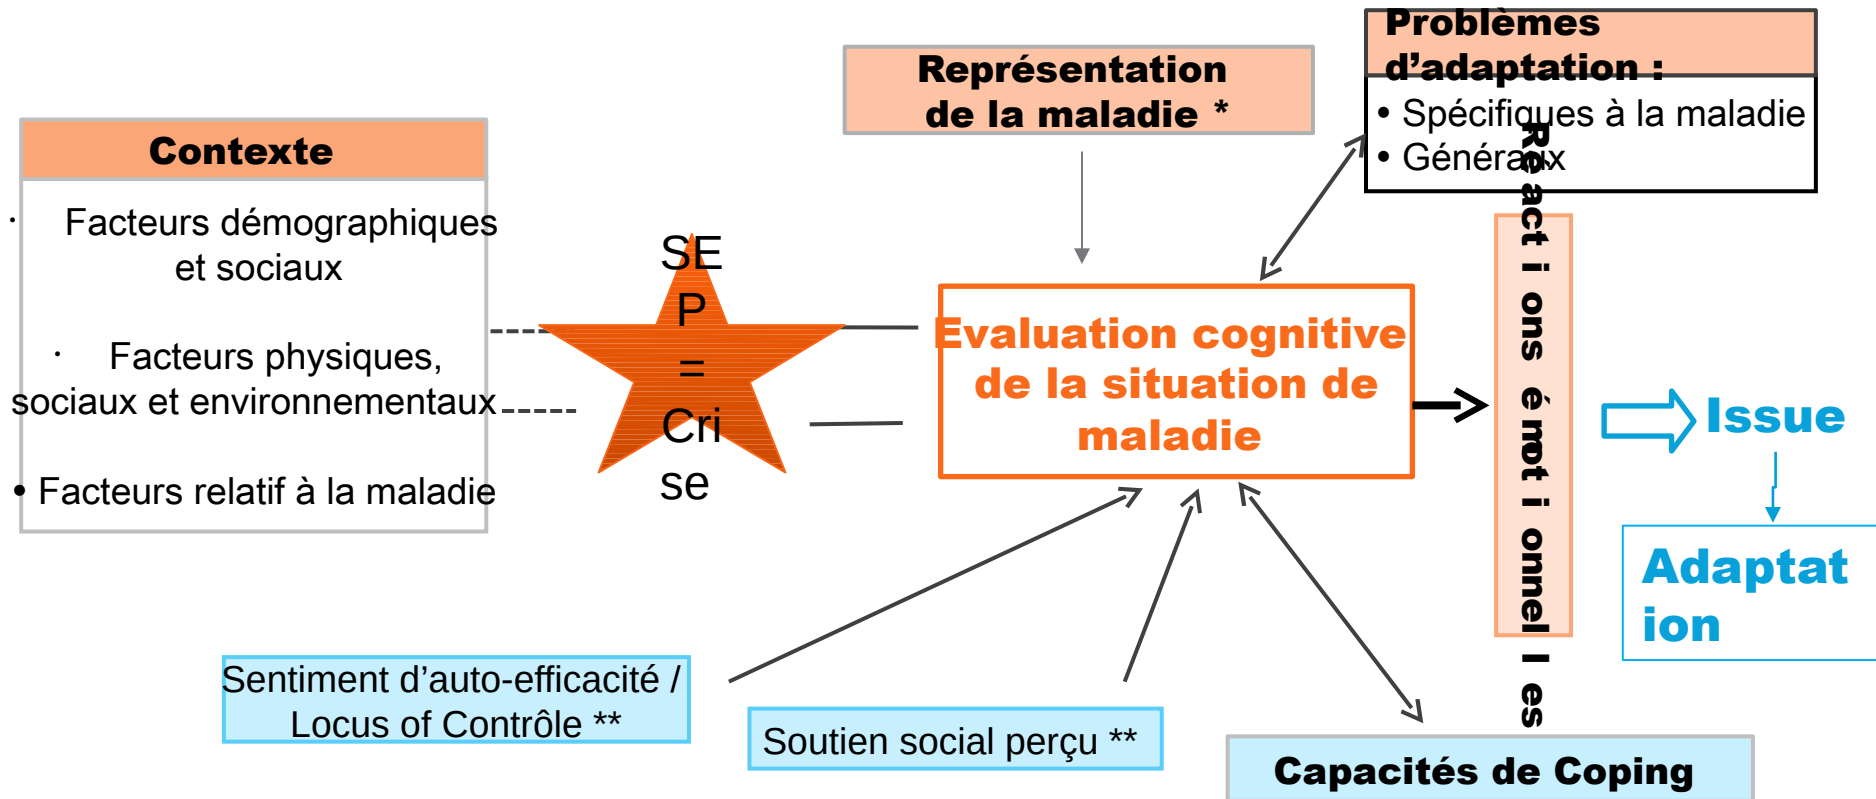 Problèmes
d’adaptation :
• Spécifiques à la maladie
• Généraux
Représentation
de la maladie *
Contexte
· Facteurs démographiques
et sociaux
· Facteurs physiques,
sociaux et environnementaux
• Facteurs relatif à la maladie
SE
P
=
Cri
se
Evaluation cognitive
de la situation de
maladie
Réactions émotionnelles
Issue
Adaptat
ion
Sentiment d’auto-efficacité /
Locus of Contrôle **
Soutien social perçu **
Capacités de Coping